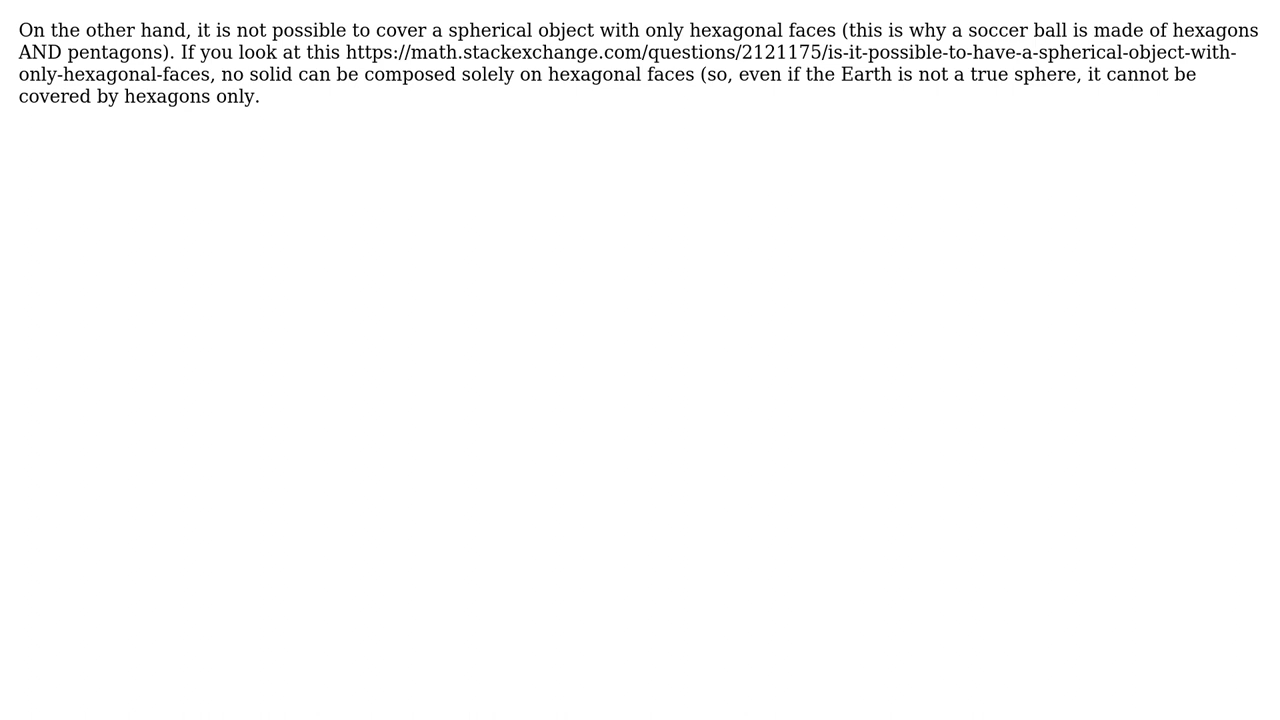 On the other hand, it is not possible to cover a spherical object with only hexagonal faces (this is why a soccer ball is made of hexagons
AND pentagons). If you look at this https://math.stackexchange.com/questions/2121175/is-it-possible-to-have-a-spherical-object-with-
only-hexagonal-faces, no solid can be composed solely on hexagonal faces (so, even if the Earth is not a true sphere, it cannot be
covered by hexagons only.